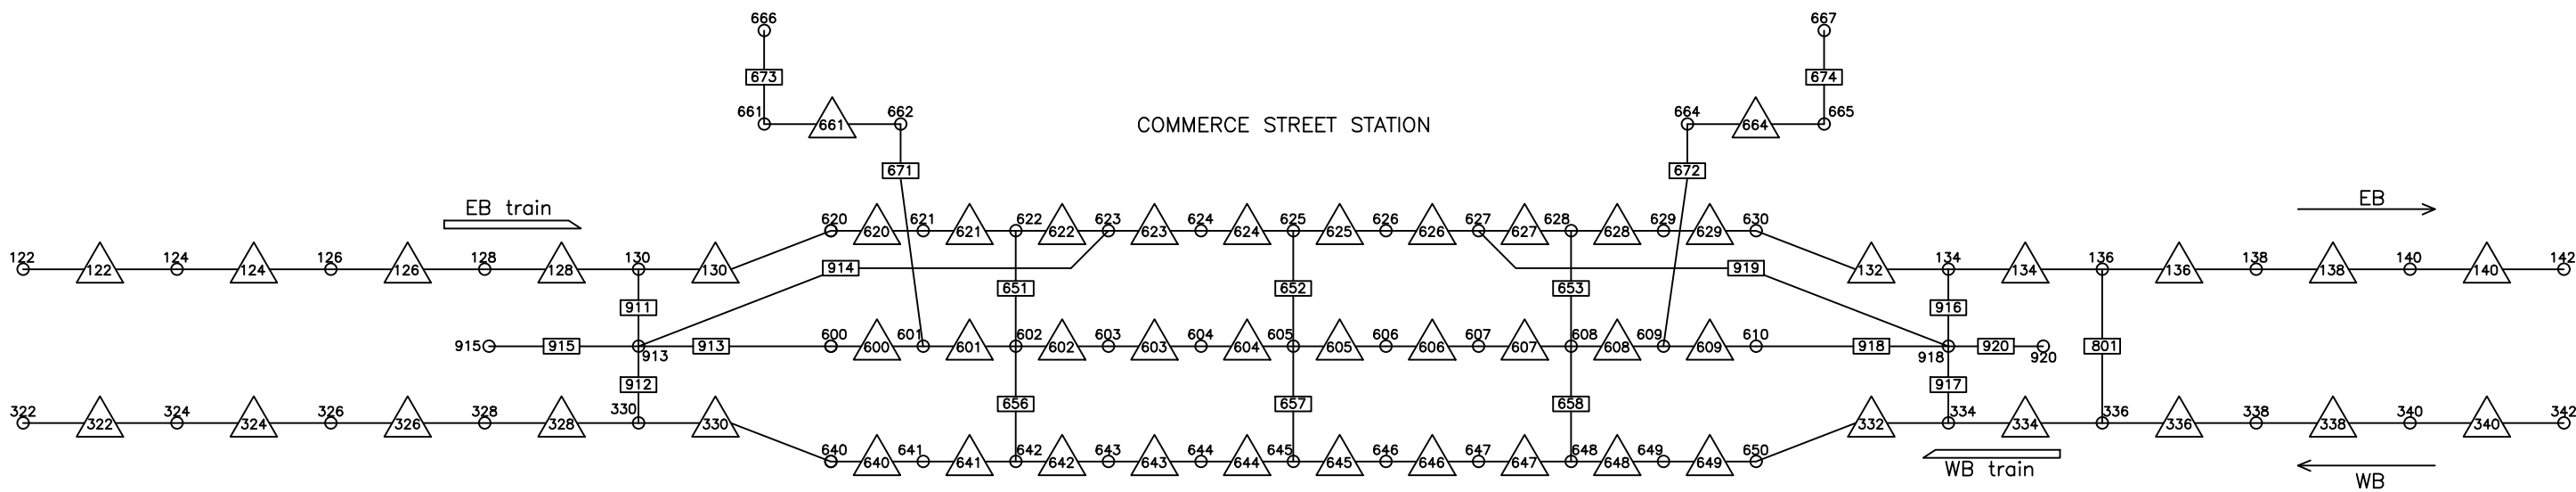 666 667
673 674
661 661 662 664 664 665
COMMERCE STREET STATION
671 672
EB train EB
620 620 621 621 622 622 623 623 624 624 625 625 626 626 627 627 628 628 629 629 630
122 122 124 124 126 126 128 128 130 130 914 919 132 134 134 136 136 138 138 140 140 142
911 651 652 653 916
915 915 913 913 600 600 601 601 602 602 603 603 604 604 605 605 606 606 607 607 608 608 609 609 610 918 918 920 920 801
912 656 657 658 917
322 322 324 324 326 326 328 328 330 330 332 334 334 336 336 338 338 340 340 342
640 640 641 641 642 642 643 643 644 644 645 645 646 646 647 647 648 648 649 649 650
WB train WB